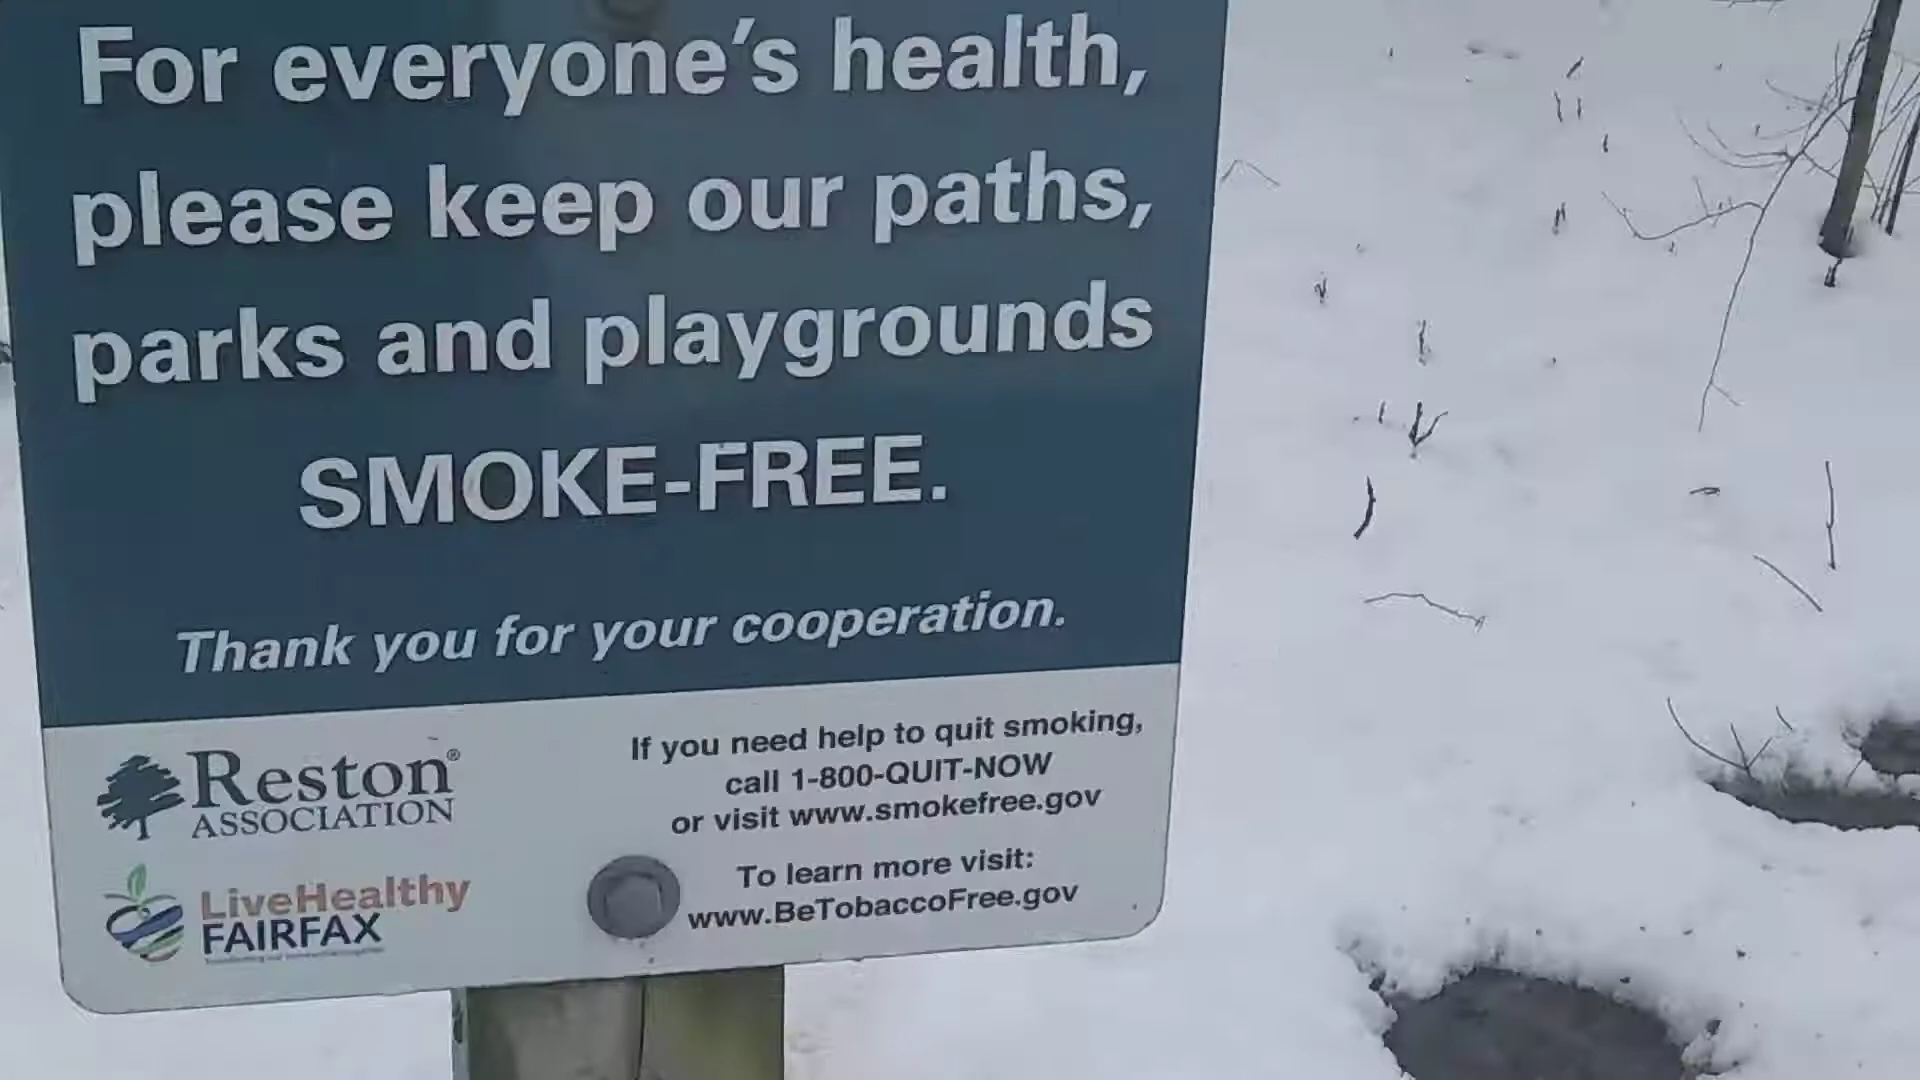 For everyone's health,
please keep our paths,
parks and playgrounds
SMOKE-FREE.
Thank you for your cooperation.
Reston®
ASSOCIATION
LiveHealthy
FAIRFAX
If you need help to quit smoking,
call 1-800-QUIT-NOW
or visit www.smokefree.gov
To learn more visit:
www.BeTobaccoFree.gov